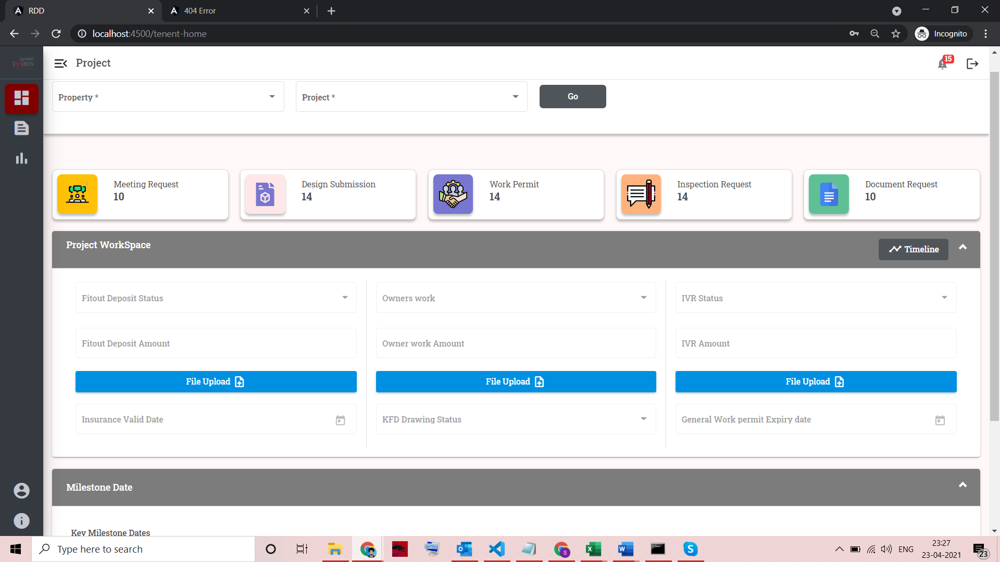 RDD
404 Error
localhost:4500/tenent-home
Incognito
تمدين
TAMDEEN
Project
15
Property *
Project *
Go
Meeting Request
10
Design Submission
14
Work Permit
14
Inspection Request
14
Document Request
10
Project WorkSpace
Timeline
Fitout Deposit Status
Owners work
IVR Status
Fitout Deposit Amount
Owner work Amount
IVR Amount
File Upload
File Upload
File Upload
Insurance Valid Date
KFD Drawing Status
General Work permit Expiry date
Milestone Date
Key Milestone Dates
Type here to search
ENG
23:27
23-04-2021
23